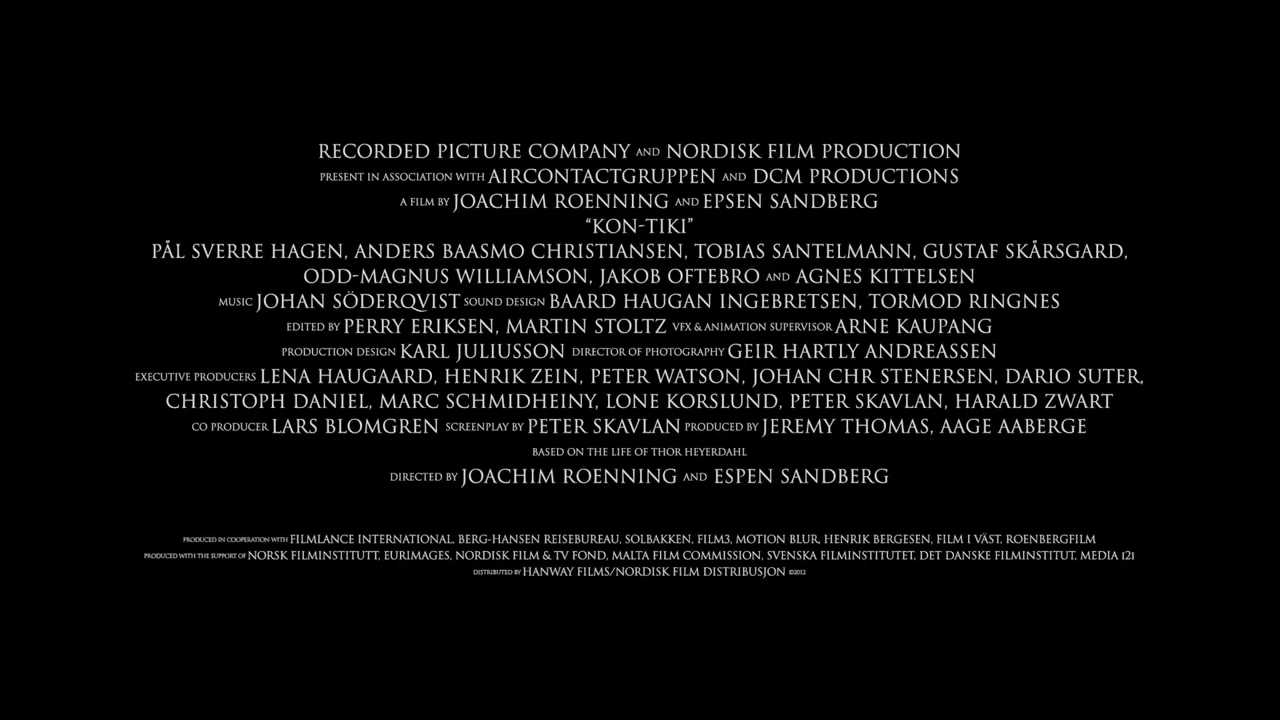 RECORDED PICTURE COMPANY AND NORDISK FILM PRODUCTION
PRESENT IN ASSOCIATION WITH AIRCONTACTGRUPPEN AND DCM PRODUCTIONS
A FILM BY JOACHIM ROENNING AND EPSEN SANDBERG
“KON-TIKI”
PÅL SVERRE HAGEN, ANDERS BAASMO CHRISTIANSEN, TOBIAS SANTELMANN, GUSTAF SKÅRSGARD,
ODD-MAGNUS WILLIAMSON, JAKOB OFTEBRO AND AGNES KITTELSEN
MUSIC JOHAN SÖDERQVIST SOUND DESIGN BAARD HAUGAN INGEBRETSEN, TORMOD RINGNES
EDITED BY PERRY ERIKSEN, MARTIN STOLTZ VFX & ANIMATION SUPERVISOR ARNE KAUPANG
PRODUCTION DESIGN KARL JULIUSSON DIRECTOR OF PHOTOGRAPHY GEIR HARTLY ANDREASSEN
EXECUTIVE PRODUCERS LENA HAUGAARD, HENRIK ZEIN, PETER WATSON, JOHAN CHR STENERSEN, DARIO SUTER,
CHRISTOPH DANIEL, MARC SCHMIDHEINY, LONE KORSLUND, PETER SKAVLAN, HARALD ZWART
CO PRODUCER LARS BLOMGREN SCREENPLAY BY PETER SKAVLAN PRODUCED BY JEREMY THOMAS, AAGE AABERGE
BASED ON THE LIFE OF THOR HEYERDAHL
DIRECTED BY JOACHIM ROENNING AND ESPEN SANDBERG
PRODUCED IN COOPERATION WITH FILMLANCE INTERNATIONAL, BERG-HANSEN REISEBUREAU, SOLBAKKEN, FILM3, MOTION BLUR, HENRIK BERGESEN, FILM I VÄST, ROENBERGFILM
PRODUCED WITH THE SUPPORT OF NORSK FILMINSTITUTT, EURIMAGES, NORDISK FILM & TV FOND, MALTA FILM COMMISSION, SVENSKA FILMINSTITUTET, DET DANSKE FILMINSTITUT, MEDIA 121
DISTRIBUTED BY HANWAY FILMS/NORDISK FILM DISTRIBUSJON ©2012